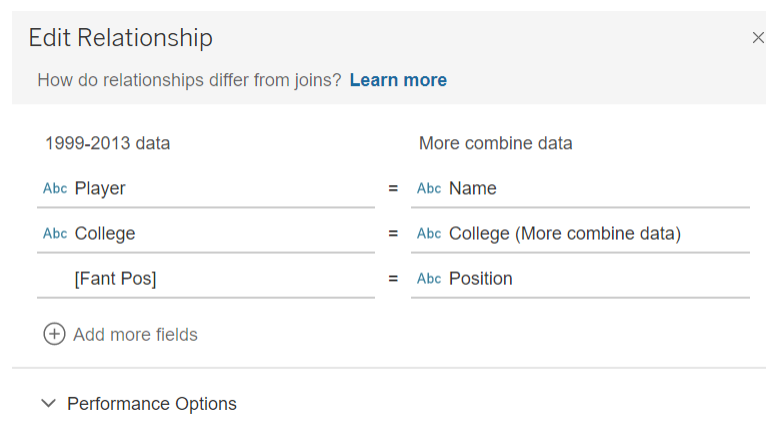 Edit Relationship
How do relationships differ from joins? Learn more
1999-2013 data More combine data
Abc Player = Abc Name
Abc College = Abc College (More combine data)
[Fant Pos] = Abc Position
Add more fields
Performance Options